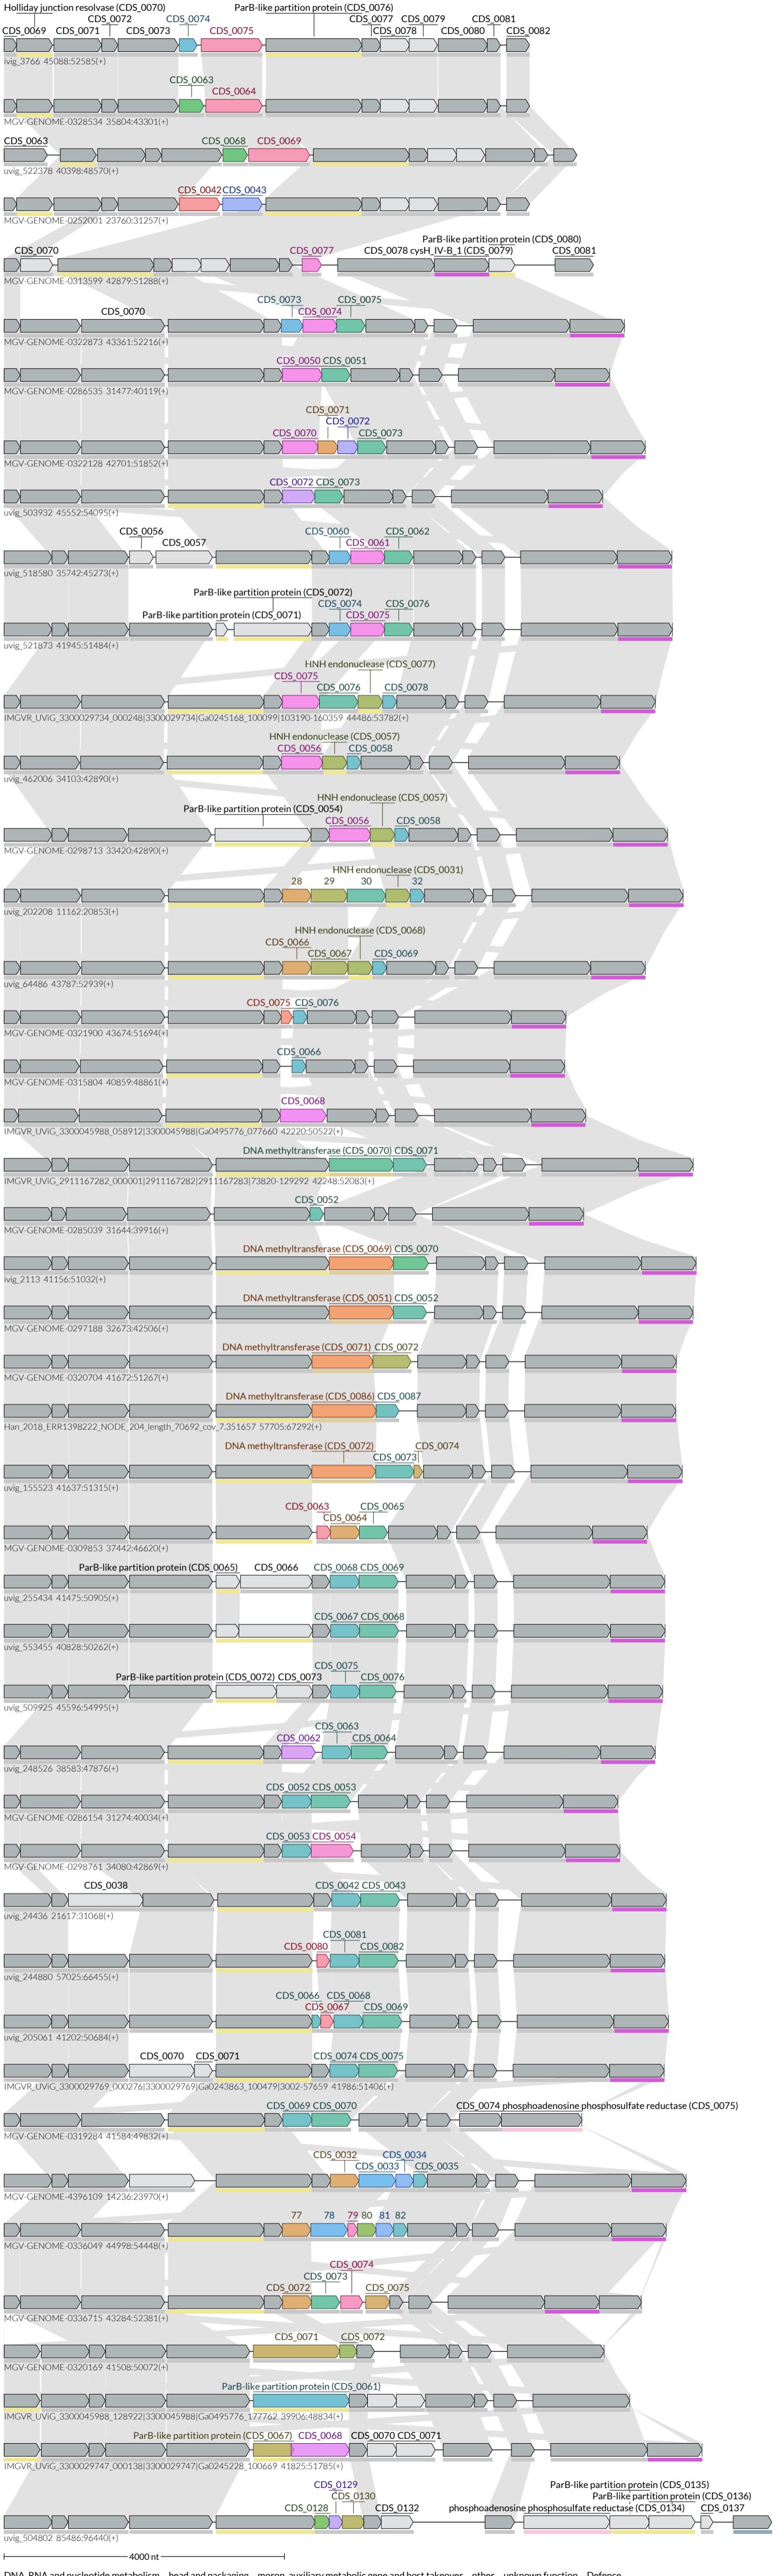 Holliday junction resolvase (CDS_0070) ParB-like partition protein (CDS_0076)
CDS_0072 CDS_0074 CDS_0077 CDS_0079 CDS_0081
CDS_0069 CDS_0071 CDS_0073 CDS_0075 CDS_0078 CDS_0080 CDS_0082
ivig_3766 45088:52585(+)
CDS_0063
CDS_0064
MGV-GENOME-0328534 35804:43301(+)
CDS_0063 CDS_0068 CDS_0069
uvig_522378 40398:48570(+)
CDS_0042 CDS_0043
MGV-GENOME-0252001 23760:31257(+)
ParB-like partition protein (CDS_0080)
CDS_0070 CDS_0077 CDS_0078 cysH_IV-B_1 (CDS_0079) CDS_0081
MGV-GENOME-0313599 42879:51288(+)
CDS_0073 CDS_0075
CDS_0070 CDS_0074
MGV-GENOME-0322873 43361:52216(+)
CDS_0050 CDS_0051
MGV-GENOME-0286535 31477:40119(+)
CDS_0071
CDS_0072
CDS_0070 CDS_0073
MGV-GENOME-0322128 42701:51852(+)
CDS_0072 CDS_0073
uvig_503932 45552:54095(+)
CDS_0056 CDS_0060 CDS_0062
CDS_0057 CDS_0061
uvig_518580 35742:45273(+)
ParB-like partition protein (CDS_0072)
CDS_0074 CDS_0076
ParB-like partition protein (CDS_0071) CDS_0075
uvig_521873 41945:51484(+)
HNH endonuclease (CDS_0077)
CDS_0075
CDS_0076 CDS_0078
IMGVR_UViG_3300029734_000248|3300029734|Ga0245168_100099|103190-160359 44486:53782(+)
HNH endonuclease (CDS_0057)
CDS_0056 CDS_0058
uvig_462006 34103:42890(+)
HNH endonuclease (CDS_0057)
ParB-like partition protein (CDS_0054)
CDS_0056 CDS_0058
MGV-GENOME-0298713 33420:42890(+)
HNH endonuclease (CDS_0031)
28 29 30 32
uvig_202208 11162:20853(+)
HNH endonuclease (CDS_0068)
CDS_0066
CDS_0067 CDS_0069
uvig_64486 43787:52939(+)
CDS_0075 CDS_0076
MGV-GENOME-0321900 43674:51694(+)
CDS_0066
MGV-GENOME-0315804 40859:48861(+)
CDS_0068
IMGVR_UViG_3300045988_058912|3300045988|Ga0495776_077660 42220:50522(+)
DNA methyltransferase (CDS_0070) CDS_0071
IMGVR_UViG_2911167282_000001|2911167282|2911167283|73820-129292 42248:52083(+)
CDS_0052
MGV-GENOME-0285039 31644:39916(+)
DNA methyltransferase (CDS_0069) CDS_0070
ivig_2113 41156:51032(+)
DNA methyltransferase (CDS_0051) CDS_0052
MGV-GENOME-0297188 32673:42506(+)
DNA methyltransferase (CDS_0071) CDS_0072
MGV-GENOME-0320704 41672:51267(+)
DNA methyltransferase (CDS_0086) CDS_0087
Han_2018_ERR1398222_NODE_204_length_70692_cov_7.351657 57705:67292(+)
DNA methyltransferase (CDS_0072) CDS_0074
CDS_0073
uvig_155523 41637:51315(+)
CDS_0063 CDS_0065
CDS_0064
MGV-GENOME-0309853 37442:46620(+)
ParB-like partition protein (CDS_0065) CDS_0066 CDS_0068 CDS_0069
uvig_255434 41475:50905(+)
CDS_0067 CDS_0068
uvig_553455 40828:50262(+)
CDS_0075
ParB-like partition protein (CDS_0072) CDS_0073 CDS_0076
uvig_509925 45596:54995(+)
CDS_0063
CDS_0062 CDS_0064
uvig_248526 38583:47876(+)
CDS_0052 CDS_0053
MGV-GENOME-0286154 31274:40034(+)
CDS_0053 CDS_0054
MGV-GENOME-0298761 34080:42869(+)
CDS_0038 CDS_0042 CDS_0043
uvig_24436 21617:31068(+)
CDS_0081
CDS_0080 CDS_0082
uvig_244880 57025:66455(+)
CDS_0066 CDS_0068
CDS_0067 CDS_0069
uvig_205061 41202:50684(+)
CDS_0070 CDS_0071 CDS_0074 CDS_0075
IMGVR_UViG_3300029769_000276|3300029769|Ga0243863_100479|3002-57659 41986:51406(+)
CDS_0069 CDS_0070 CDS_0074 phosphoadenosine phosphosulfate reductase (CDS_0075)
MGV-GENOME-0319284 41584:49832(+)
CDS_0032 CDS_0034
CDS_0033 CDS_0035
MGV-GENOME-4396109 14236:23970(+)
77 78 79 80 81 82
MGV-GENOME-0336049 44998:54448(+)
CDS_0074
CDS_0073
CDS_0072 CDS_0075
MGV-GENOME-0336715 43284:52381(+)
CDS_0071 CDS_0072
MGV-GENOME-0320169 41508:50072(+)
ParB-like partition protein (CDS_0061)
IMGVR_UViG_3300045988_128922|3300045988|Ga0495776_177762 39906:48834(+)
ParB-like partition protein (CDS_0067) CDS_0068 CDS_0070 CDS_0071
IMGVR_UViG_3300029747_000138|3300029747|Ga0245228_100669 41825:51785(+)
CDS_0129 ParB-like partition protein (CDS_0135)
CDS_0130 ParB-like partition protein (CDS_0136)
CDS_0128 CDS_0132 phosphoadenosine phosphosulfate reductase (CDS_0134) CDS_0137
uvig_504802 85486:96440(+)
4000 nt
DNA, RNA and nucleotide metabolism head and packaging moron, auxiliary metabolic gene and host takeover other unknown function Defence